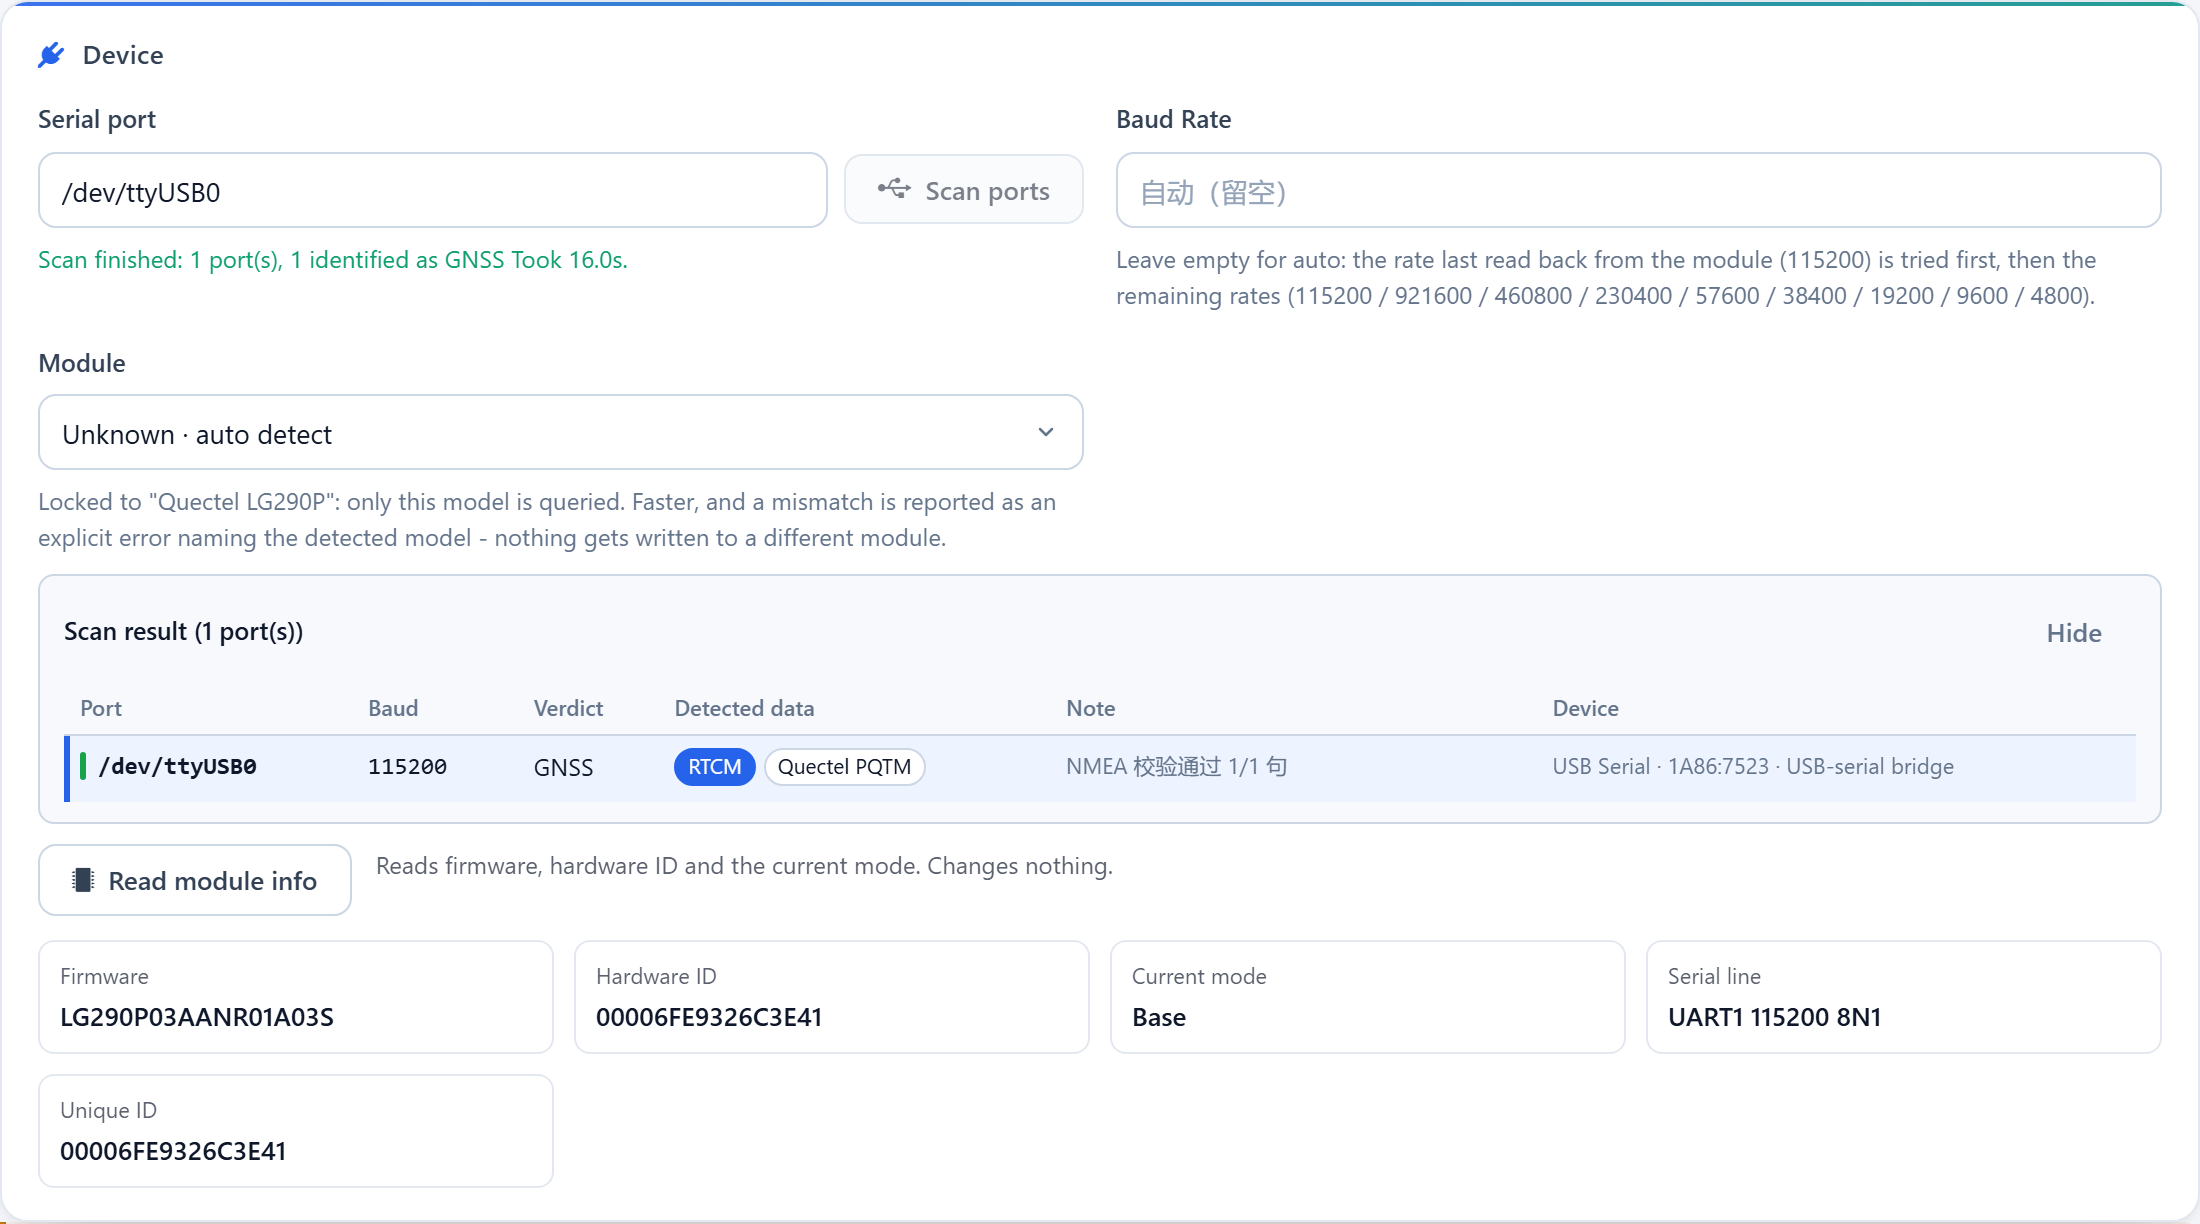 Device
Serial port
/dev/ttyUSB0
Scan ports
Scan finished: 1 port(s), 1 identified as GNSS Took 16.0s.
Baud Rate
自动（留空）
Leave empty for auto: the rate last read back from the module (115200) is tried first, then the
remaining rates (115200 / 921600 / 460800 / 230400 / 57600 / 38400 / 19200 / 9600 / 4800).
Module
Unknown · auto detect
Locked to "Quectel LG290P": only this model is queried. Faster, and a mismatch is reported as an
explicit error naming the detected model - nothing gets written to a different module.
Scan result (1 port(s))
Hide
Port Baud Verdict Detected data Note Device
/dev/ttyUSB0 115200 GNSS RTCM Quectel PQTM NMEA 校验通过 1/1 句 USB Serial · 1A86:7523 · USB-serial bridge
Read module info
Reads firmware, hardware ID and the current mode. Changes nothing.
Firmware
LG290P03AANR01A03S
Hardware ID
00006FE9326C3E41
Current mode
Base
Serial line
UART1 115200 8N1
Unique ID
00006FE9326C3E41